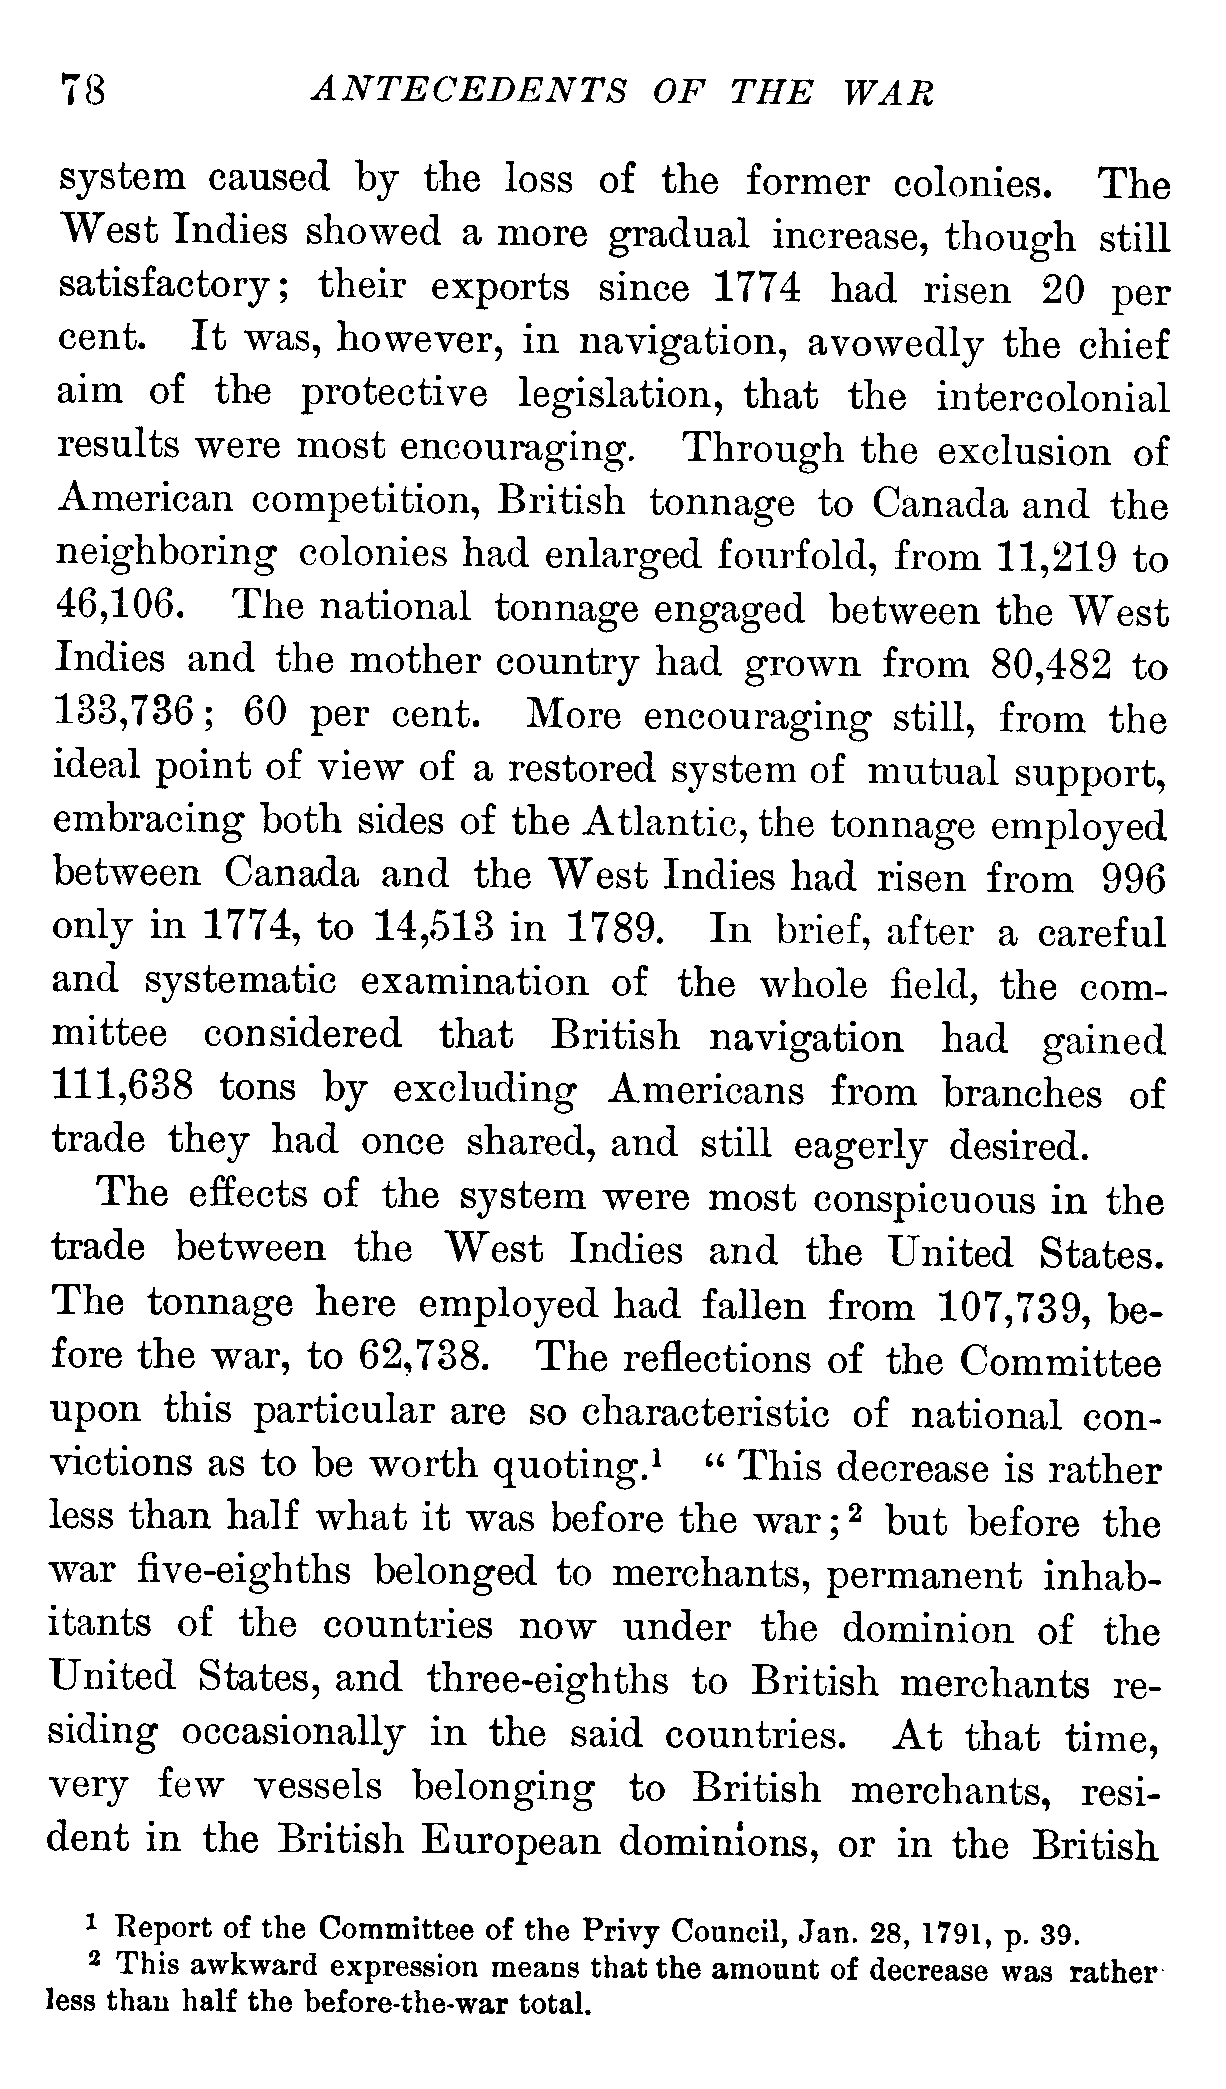 78 ANTECEDENTS OF THE WAR
system caused by the loss of the former colonies. The
West Indies showed a more gradual increase, though still
satisfactory; their exports since 1774 had risen 20 per
cent. It was, however, in navigation, avowedly the chief
aim of the protective legislation, that the intercolonial
results were most encouraging. Through the exclusion of
American competition, British tonnage to Canada and the
neighboring colonies had enlarged fourfold, from 11,219 to
46,106. The national tonnage engaged between the West
Indies and the mother country had grown from 80,482 to
133,736; 60 per cent. More encouraging still, from the
ideal point of view of a restored system of mutual support,
embracing both sides of the Atlantic, the tonnage employed
between Canada and the West Indies had risen from 996
only in 1774, to 14,513 in 1789. In brief, after a careful
and systematic examination of the whole field, the com-
mittee considered that British navigation had gained
111,638 tons by excluding Americans from branches of
trade they had once shared, and still eagerly desired.
The effects of the system were most conspicuous in the
trade between the West Indies and the United States.
The tonnage here employed had fallen from 107,739, be-
fore the war, to 62,738. The reflections of the Committee
upon this particular are so characteristic of national con-
victions as to be worth quoting.¹ “ This decrease is rather
less than half what it was before the war;² but before the
war five-eighths belonged to merchants, permanent inhab-
itants of the countries now under the dominion of the
United States, and three-eighths to British merchants re-
siding occasionally in the said countries. At that time,
very few vessels belonging to British merchants, resi-
dent in the British European dominions, or in the British
¹ Report of the Committee of the Privy Council, Jan. 28, 1791, p. 39.
² This awkward expression means that the amount of decrease was rather
less than half the before-the-war total.